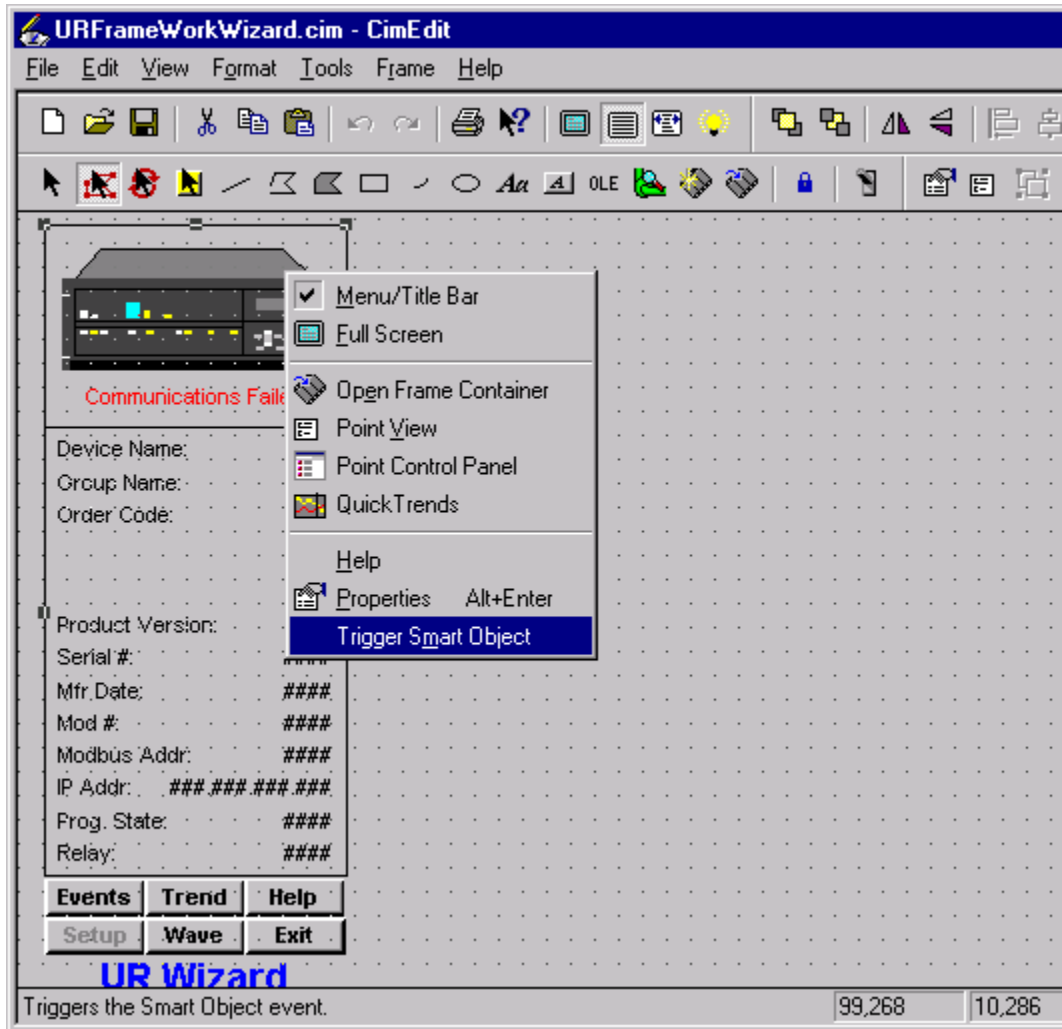 URFrameWorkWizard.cim - CimEdit
File Edit View Format Tools Frame Help
Aa A OLE
Menu/Title Bar
Full Screen
Open Frame Container
Point View
Point Control Panel
QuickTrends
Help
Properties Alt+Enter
Trigger Smart Object
Communications Faile
Device Name:
Group Name:
Order Code:
Product Version:
Serial #: ####
Mfr Date: ####
Mod #: ####
Modbus Addr: ####
IP Addr: ###.###.###.###
Prog. State: ####
Relay: ####
Events Trend Help
Setup Wave Exit
UR Wizard
Triggers the Smart Object event. 99,268 10,286